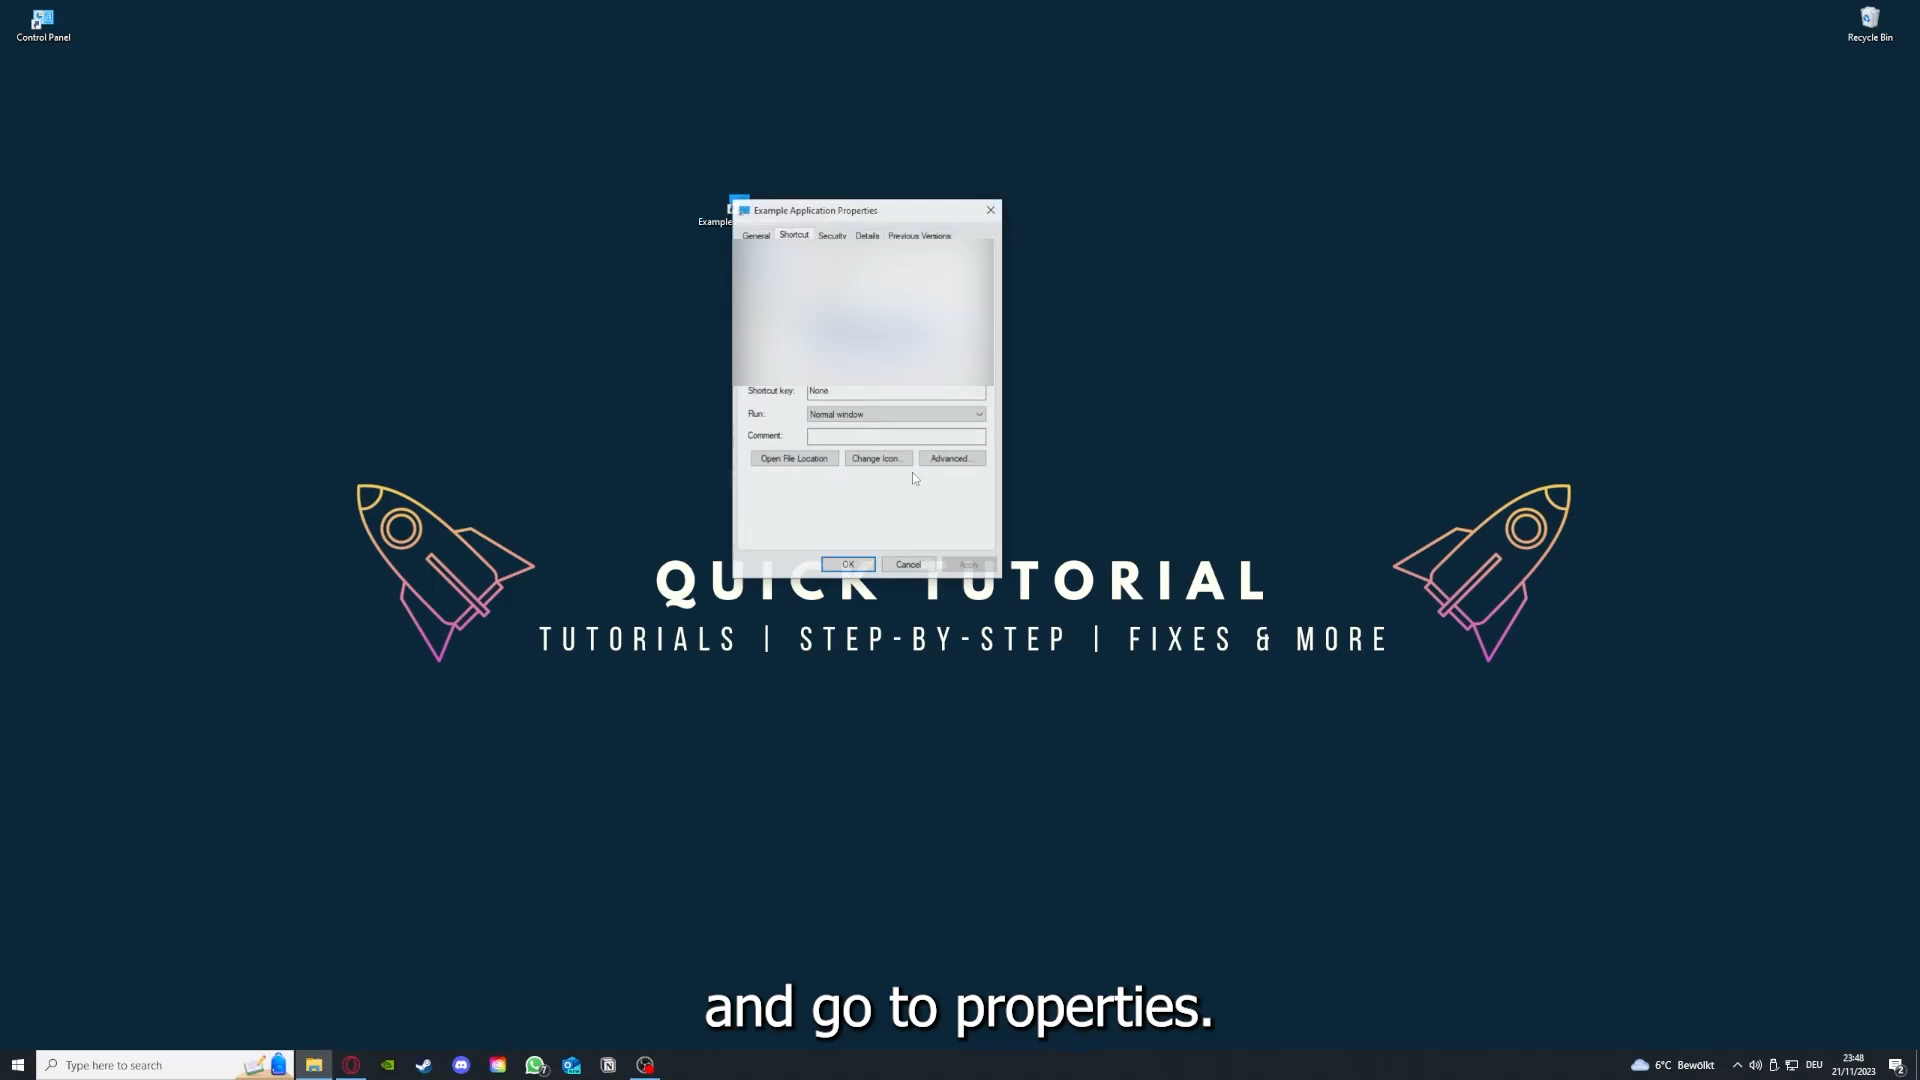 Control Panel
Recycle Bin
Example
Example Application Properties
General Shortcut Security Details Previous Versions
Shortcut key: None
Run: Normal window
Comment:
Open File Location Change Icon... Advanced...
OK Cancel Apply
QUICK TUTORIAL
TUTORIALS | STEP-BY-STEP | FIXES & MORE
and go to properties.
Type here to search
7
6°C Bewölkt
DEU
23:48
21/11/2023
2